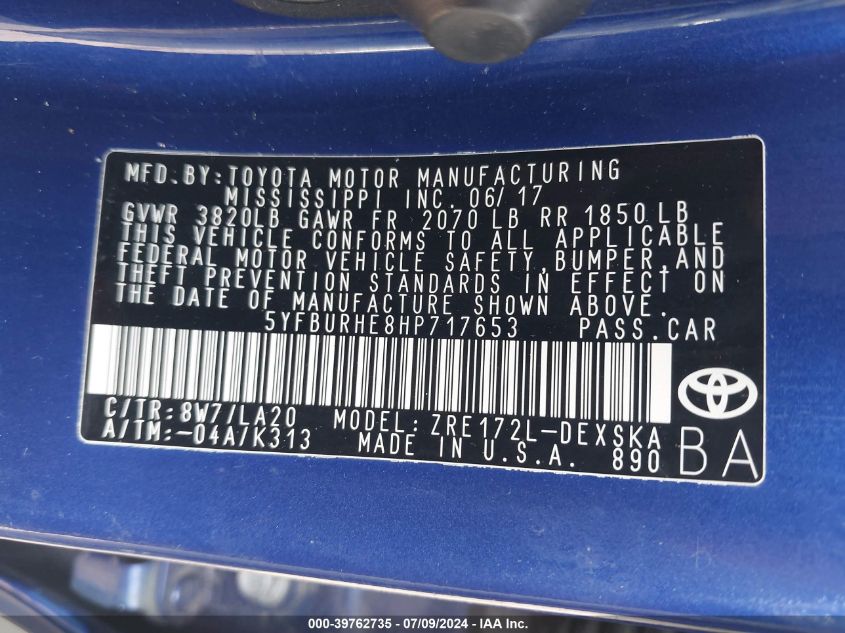 MFD. BY: TOYOTA MOTOR MANUFACTURING
MISSISSIPPI INC. 06/17
GVWR 3820LB GAWR FR 2070 LB RR 1850 LB
THIS VEHICLE CONFORMS TO ALL APPLICABLE
FEDERAL MOTOR VEHICLE SAFETY, BUMPER, AND
THEFT PREVENTION STANDARDS IN EFFECT ON
THE DATE OF MANUFACTURE SHOWN ABOVE.
5YFBURHE8HP717653 PASS. CAR
C/TR: 8W7/LA20 MODEL: ZRE172L-DEXSKA
A/TM: -04A/K313 MADE IN U.S.A. 890 BA
000-39762735 - 07/09/2024 - IAA Inc.